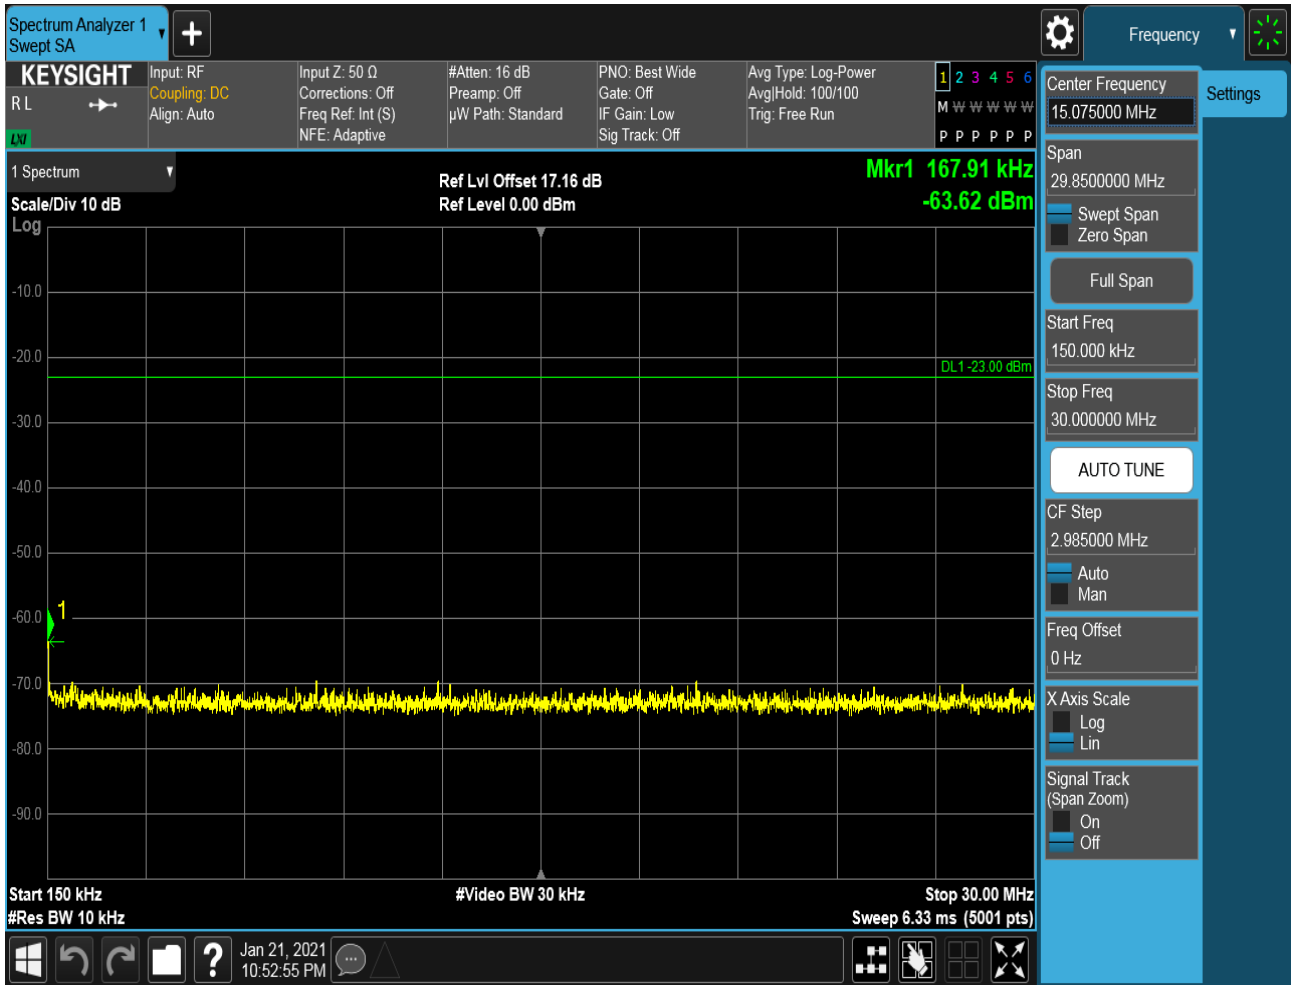 Spectrum Analyzer 1
Swept SA
Frequency
KEYSIGHT
R L
LXI
Input: RF
Coupling: DC
Align: Auto
Input Z: 50 Ω
Corrections: Off
Freq Ref: Int (S)
NFE: Adaptive
#Atten: 16 dB
Preamp: Off
µW Path: Standard
PNO: Best Wide
Gate: Off
IF Gain: Low
Sig Track: Off
Avg Type: Log-Power
Avg|Hold: 100/100
Trig: Free Run
1 2 3 4 5 6
M W W W W W
P P P P P P
1 Spectrum
Scale/Div 10 dB
Log
Ref Lvl Offset 17.16 dB
Ref Level 0.00 dBm
Mkr1 167.91 kHz
-63.62 dBm
-10.0
-20.0
DL1 -23.00 dBm
-30.0
-40.0
-50.0
-60.0
1
-70.0
-80.0
-90.0
Start 150 kHz
#Video BW 30 kHz
Stop 30.00 MHz
#Res BW 10 kHz
Sweep 6.33 ms (5001 pts)
?
Jan 21, 2021
10:52:55 PM
Center Frequency
15.075000 MHz
Settings
Span
29.8500000 MHz
Swept Span
Zero Span
Full Span
Start Freq
150.000 kHz
Stop Freq
30.000000 MHz
AUTO TUNE
CF Step
2.985000 MHz
Auto
Man
Freq Offset
0 Hz
X Axis Scale
Log
Lin
Signal Track
(Span Zoom)
On
Off